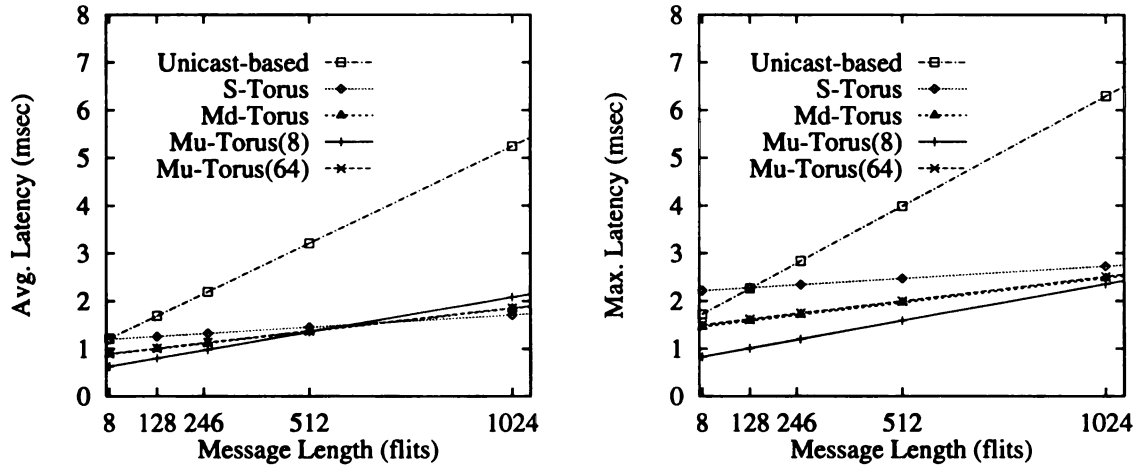 Avg. Latency (msec)
8
7
6
5
4
3
2
1
0
Unicast-based
S-Torus
Md-Torus
Mu-Torus(8)
Mu-Torus(64)
8 128 246 512 1024
Message Length (flits)
Max. Latency (msec)
8
7
6
5
4
3
2
1
0
Unicast-based
S-Torus
Md-Torus
Mu-Torus(8)
Mu-Torus(64)
8 128 246 512 1024
Message Length (flits)